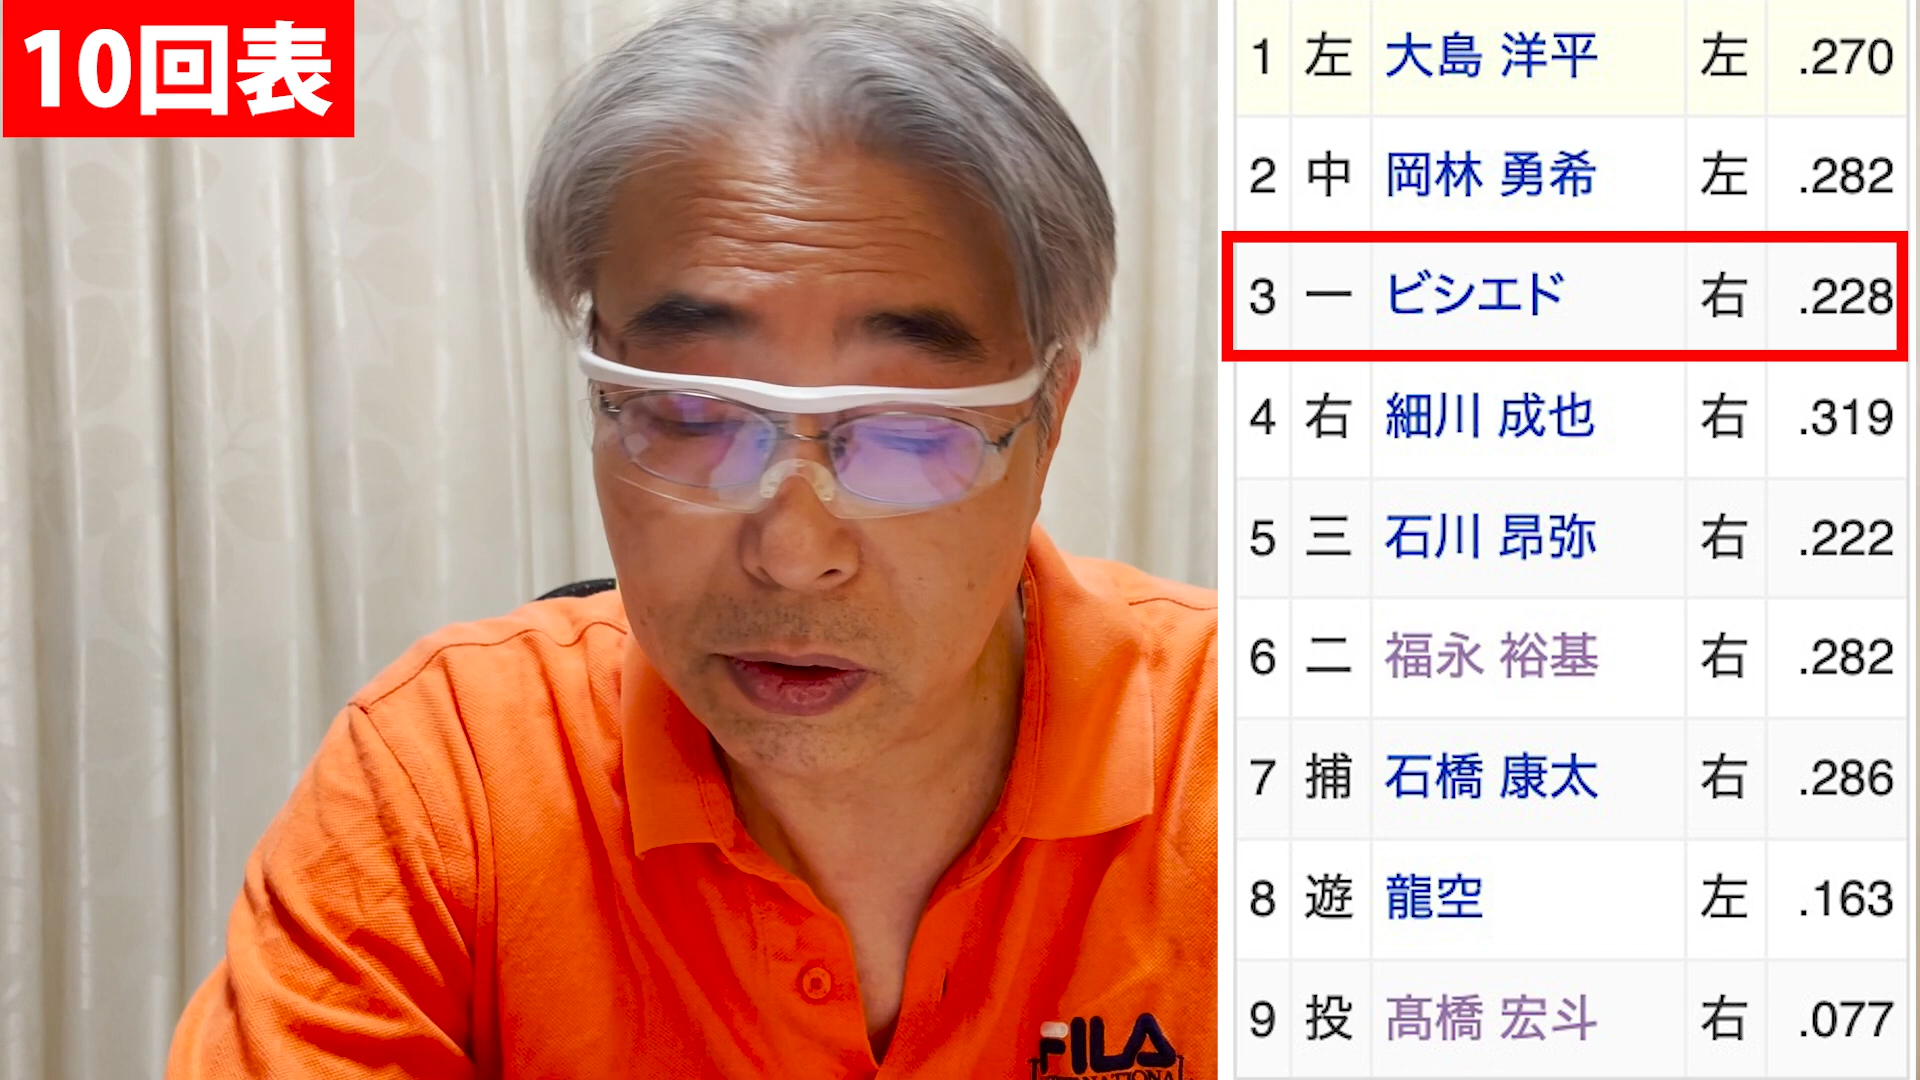 10回表
1 左 大島 洋平 左 .270
2 中 岡林 勇希 左 .282
3 一 ビシエド 右 .228
4 右 細川 成也 右 .319
5 三 石川 昂弥 右 .222
6 二 福永 裕基 右 .282
7 捕 石橋 康太 右 .286
8 遊 龍空 左 .163
9 投 髙橋 宏斗 右 .077
FILA
INTERNATIONAL